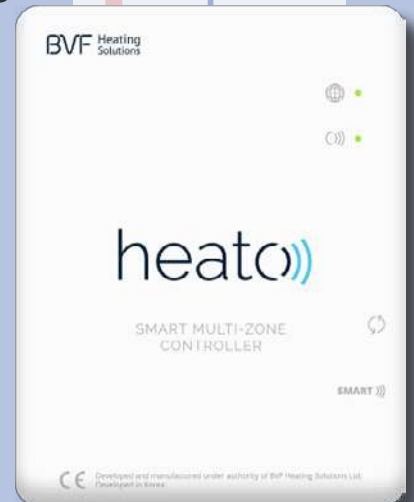 BVF Heating
Solutions
heato
SMART MULTI-ZONE
CONTROLLER
SMART
CE Developed and manufactured under authority of BVF Heating Solutions Ltd.
Developed in Korea